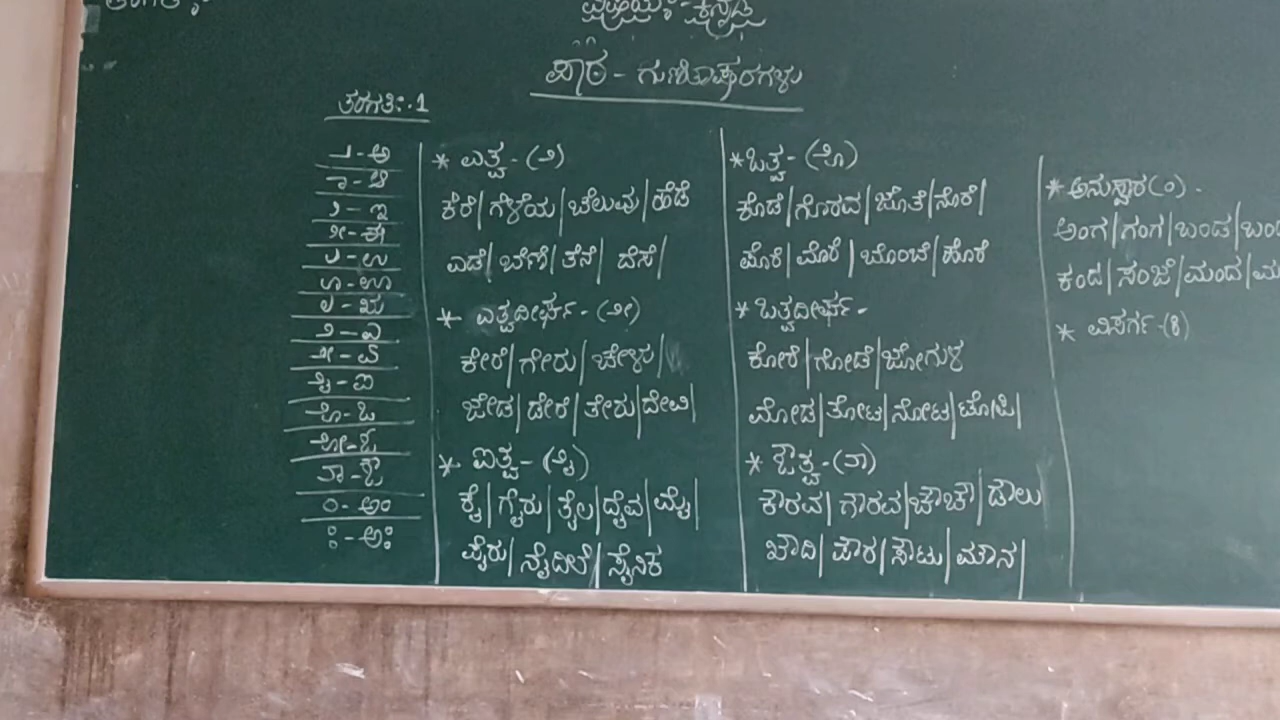 ಪಾಠ - ಗುಣಿತಾಕ್ಷರಗಳು
ತರಗತಿ:- 1
ಅ
ಾ - ಆ
ಿ - ಇ
ೀ - ಈ
ು - ಉ
ೂ - ಊ
ೃ - ಋ
ೆ - ಎ
ೇ - ಏ
ೈ - ಐ
ೊ - ಒ
ೋ - ಓ
ೌ - ಔ
ಂ - ಅಂ
ಃ - ಅಃ
* ಎತ್ವ - (ೆ)
ಕೆರೆ| ಗೆಳೆಯ| ಚೆಲುವು| ಹೆಡೆ
ಎಡೆ| ಬೆಣೆ| ತೆನೆ| ದೆಸೆ|
* ಎತ್ವದೀರ್ಘ - (ೇ)
ಕೇರೆ| ಗೇರು| ಚೇಳು|
ಜೇಡ| ಡೇರೆ| ತೇರು| ದೇವಿ|
* ಐತ್ವ - (ೈ)
ಕೈ| ಗೈರು| ತೈಲ| ದೈವ| ಮೈ|
ಪೈರು| ನೈದಿಲೆ| ಸೈನಿಕ
* ಒತ್ವ - (ೊ)
ಕೊಡೆ| ಗೊರವ| ಜೊತೆ| ನೊರೆ|
ಪೊರೆ| ಮೊರೆ| ಬೊಂಬೆ| ಹೊರೆ
* ಒತ್ವದೀರ್ಘ -
ಕೋರೆ| ಗೋಡೆ| ಜೋಗುಳ
ಮೋಡ| ತೋಟ| ನೋಟ| ಟೋಪಿ|
* ಔತ್ವ - (ೌ)
ಕೌರವ| ಗೌರವ| ಚೌಚೌ| ಡೌಲು
ಖೌದಿ| ಪೌರ| ಸೌಟು| ಮೌನ|
* ಅನುಸ್ವಾರ (ಂ) -
ಅಂಗ| ಗಂಗ| ಬಂಡ|
ಕಂದ| ಸಂಜೆ| ಮಂದ|
* ವಿಸರ್ಗ - (ಃ)